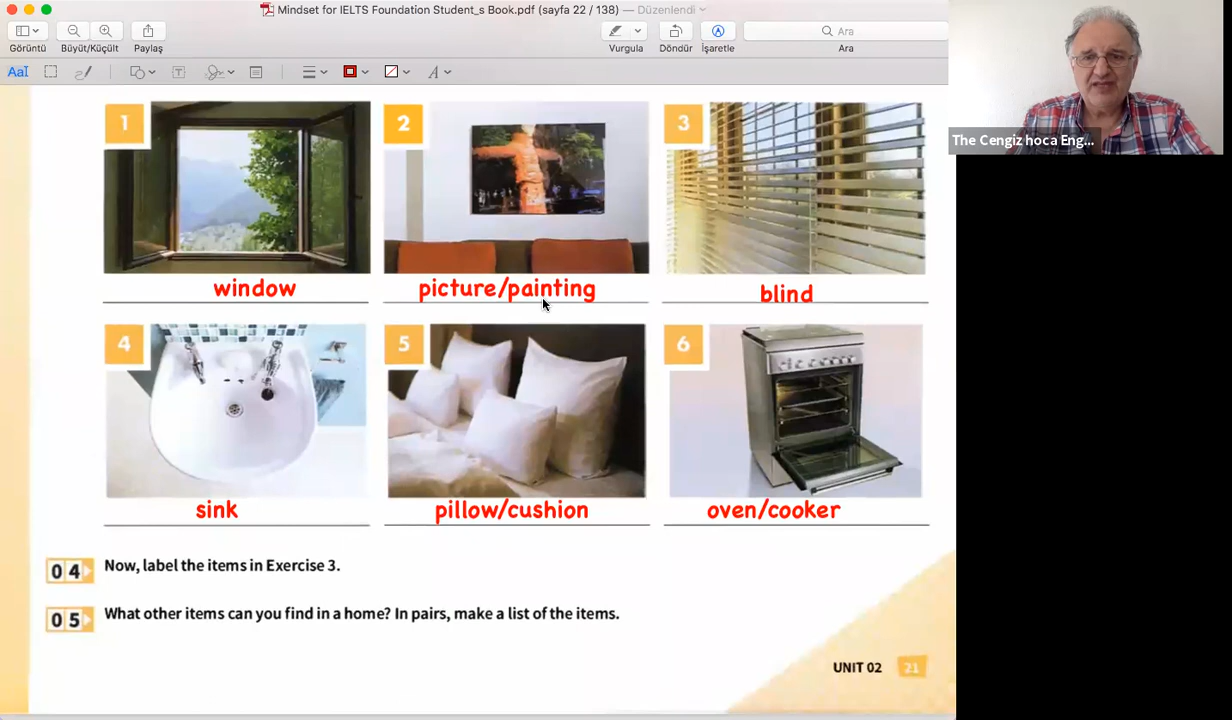 Mindset for IELTS Foundation Student_s Book.pdf (sayfa 22 / 138) — Düzenlendi
Görüntü
Büyüt/Küçült
Paylaş
Vurgula
Döndür
İşaretle
Ara
Ara
AaI
T
A
The Cengiz hoca Eng...
1
2
3
window
picture/painting
blind
4
5
6
sink
pillow/cushion
oven/cooker
04 Now, label the items in Exercise 3.
05 What other items can you find in a home? In pairs, make a list of the items.
UNIT 02 21